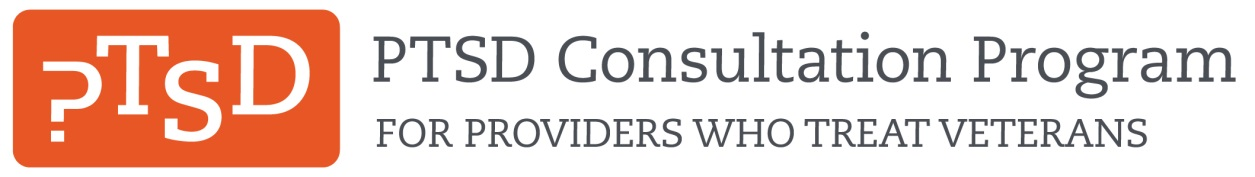 PTSD
PTSD Consultation Program
FOR PROVIDERS WHO TREAT VETERANS